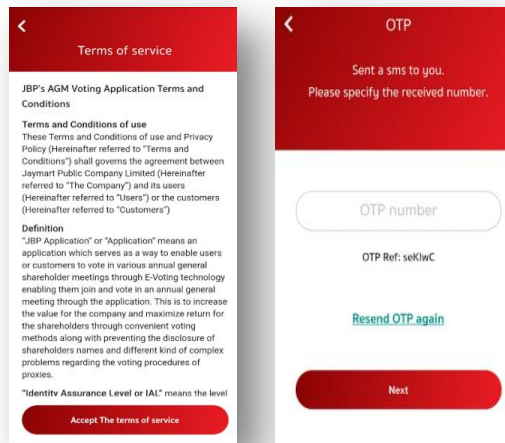 Terms of service
JBP's AGM Voting Application Terms and
Conditions
Terms and Conditions of use
These Terms and Conditions of use and Privacy
Policy (Hereinafter referred to "Terms and
Conditions") shall governs the agreement between
Jaymart Public Company Limited (Hereinafter
referred to "The Company") and its users
(Hereinafter referred to "Users") or the customers
(Hereinafter referred to "Customers")
Definition
"JBP Application" or "Application" means an
application which serves as a way to enable users
or customers to vote in various annual general
shareholder meetings through E-Voting technology
enabling them join and vote in an annual general
meeting through the application. This is to increase
the value for the company and maximize return for
the shareholders through convenient voting
methods along with preventing the disclosure of
shareholders names and different kind of complex
problems regarding the voting procedures of
proxies.
"Identity Assurance Level or IAL" means the level
Accept The terms of service
OTP
Sent a sms to you.
Please specify the received number.
OTP number
OTP Ref: seKlwC
Resend OTP again
Next